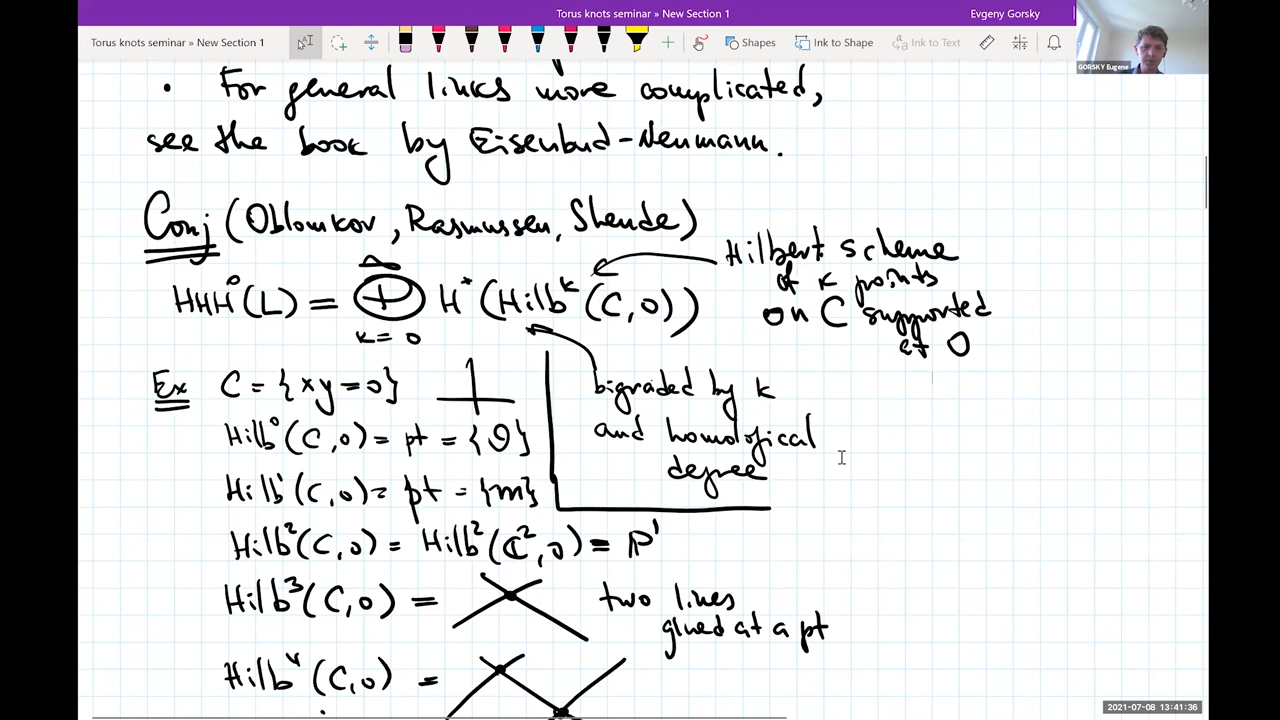 Torus knots seminar » New Section 1
Evgeny Gorsky
Torus knots seminar » New Section 1
Shapes
Ink to Shape
Ink to Text
GORSKY Eugene
• For general links more complicated,
see the book by Eisenbud-Neumann.
Conj (Oblomkov, Rasmussen, Shende)
HHH⁰(L) = ⊕ H*(Hilbᵏ(C,0))
∞
k=0
Hilbert scheme
of k points
on C supported
at 0
bigraded by k
and homological
degree
Ex C = {xy=0}
Hilb⁰(C,0) = pt = {O}
Hilb¹(C,0) = pt = {m}
Hilb²(C,0) = Hilb²(ℂ²,0) = P¹
Hilb³(C,0) =
two lines
glued at a pt
Hilb⁴(C,0) =
2021-07-08 13:41:36